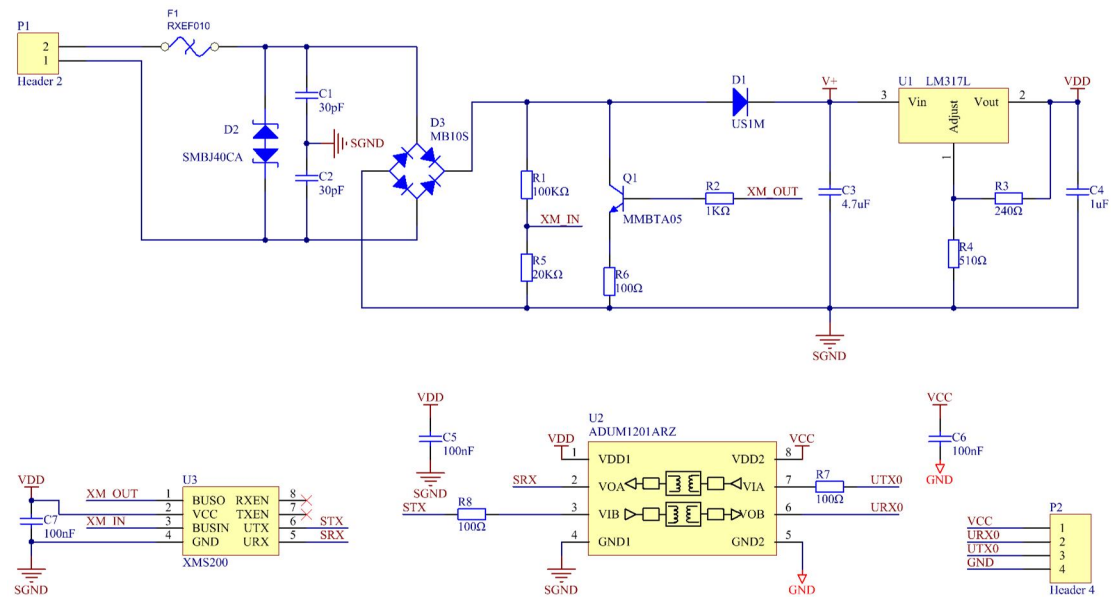 P1
2
1
Header 2
F1
RXEF010
D2
SMBJ40CA
C1
30pF
SGND
C2
30pF
D3
MB10S
R1
100KΩ
XM_IN
R5
20KΩ
Q1
MMBTA05
R6
100Ω
R2
1KΩ
XM_OUT
D1
US1M
V+
C3
4.7uF
SGND
U1 LM317L
3 Vin Adjust Vout 2
1
R3
240Ω
R4
510Ω
VDD
C4
1uF
VDD
C7
100nF
SGND
U3
XM_OUT 1 BUSO RXEN 8
2 VCC TXEN 7
XM_IN 3 BUSIN UTX 6 STX
4 GND URX 5 SRX
XMS200
VDD
C5
100nF
SGND
U2
ADUM1201ARZ
VDD 1 VDD1 VDD2 8 VCC
SRX 2 VOA VIA 7 R7 100Ω UTX0
STX R8 100Ω 3 VIB VOB 6 URX0
4 GND1 GND2 5
SGND
GND
VCC
C6
100nF
GND
P2
VCC 1
URX0 2
UTX0 3
GND 4
Header 4